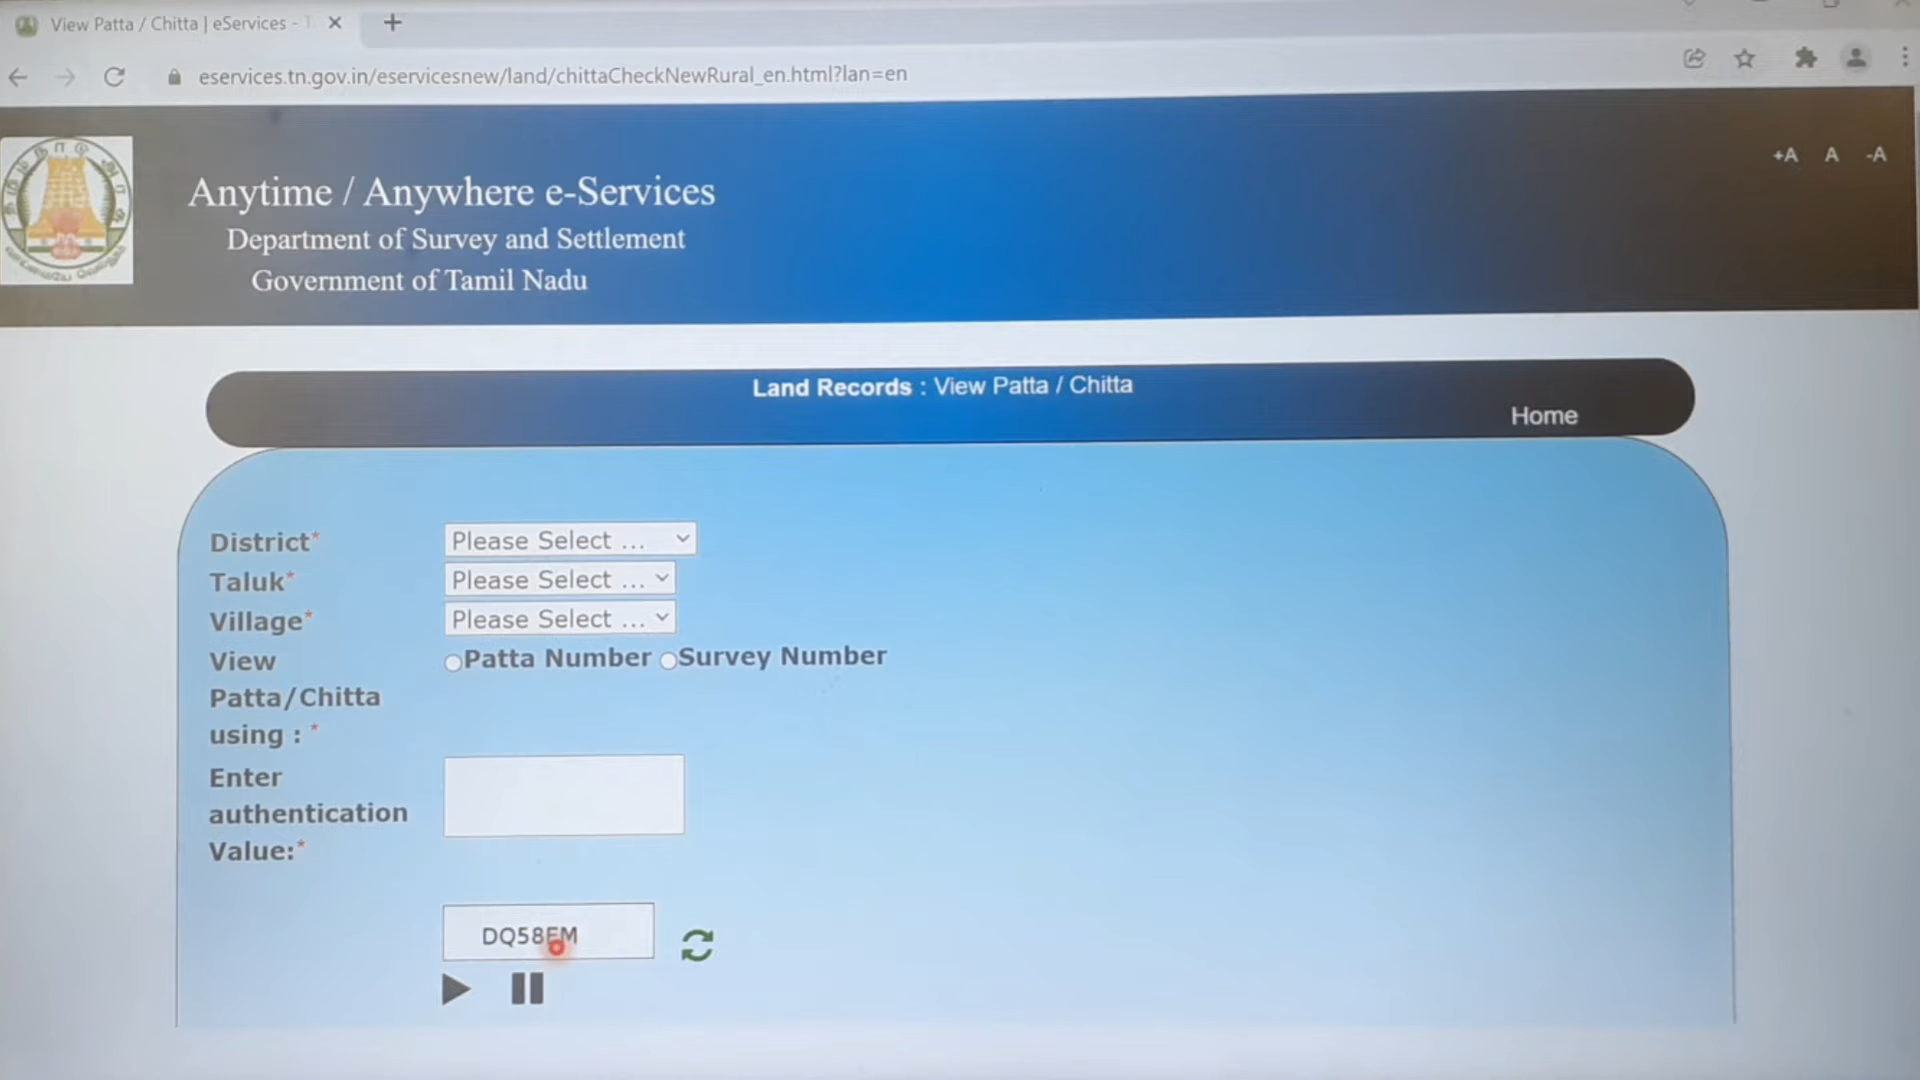 View Patta / Chitta | eServices - T
eservices.tn.gov.in/eservicesnew/land/chittaCheckNewRural_en.html?lan=en
+A A -A
Anytime / Anywhere e-Services
Department of Survey and Settlement
Government of Tamil Nadu
Land Records : View Patta / Chitta
Home
District* Please Select ...
Taluk* Please Select ...
Village* Please Select ...
View Patta Number Survey Number
Patta/Chitta
using : *
Enter
authentication
Value:*